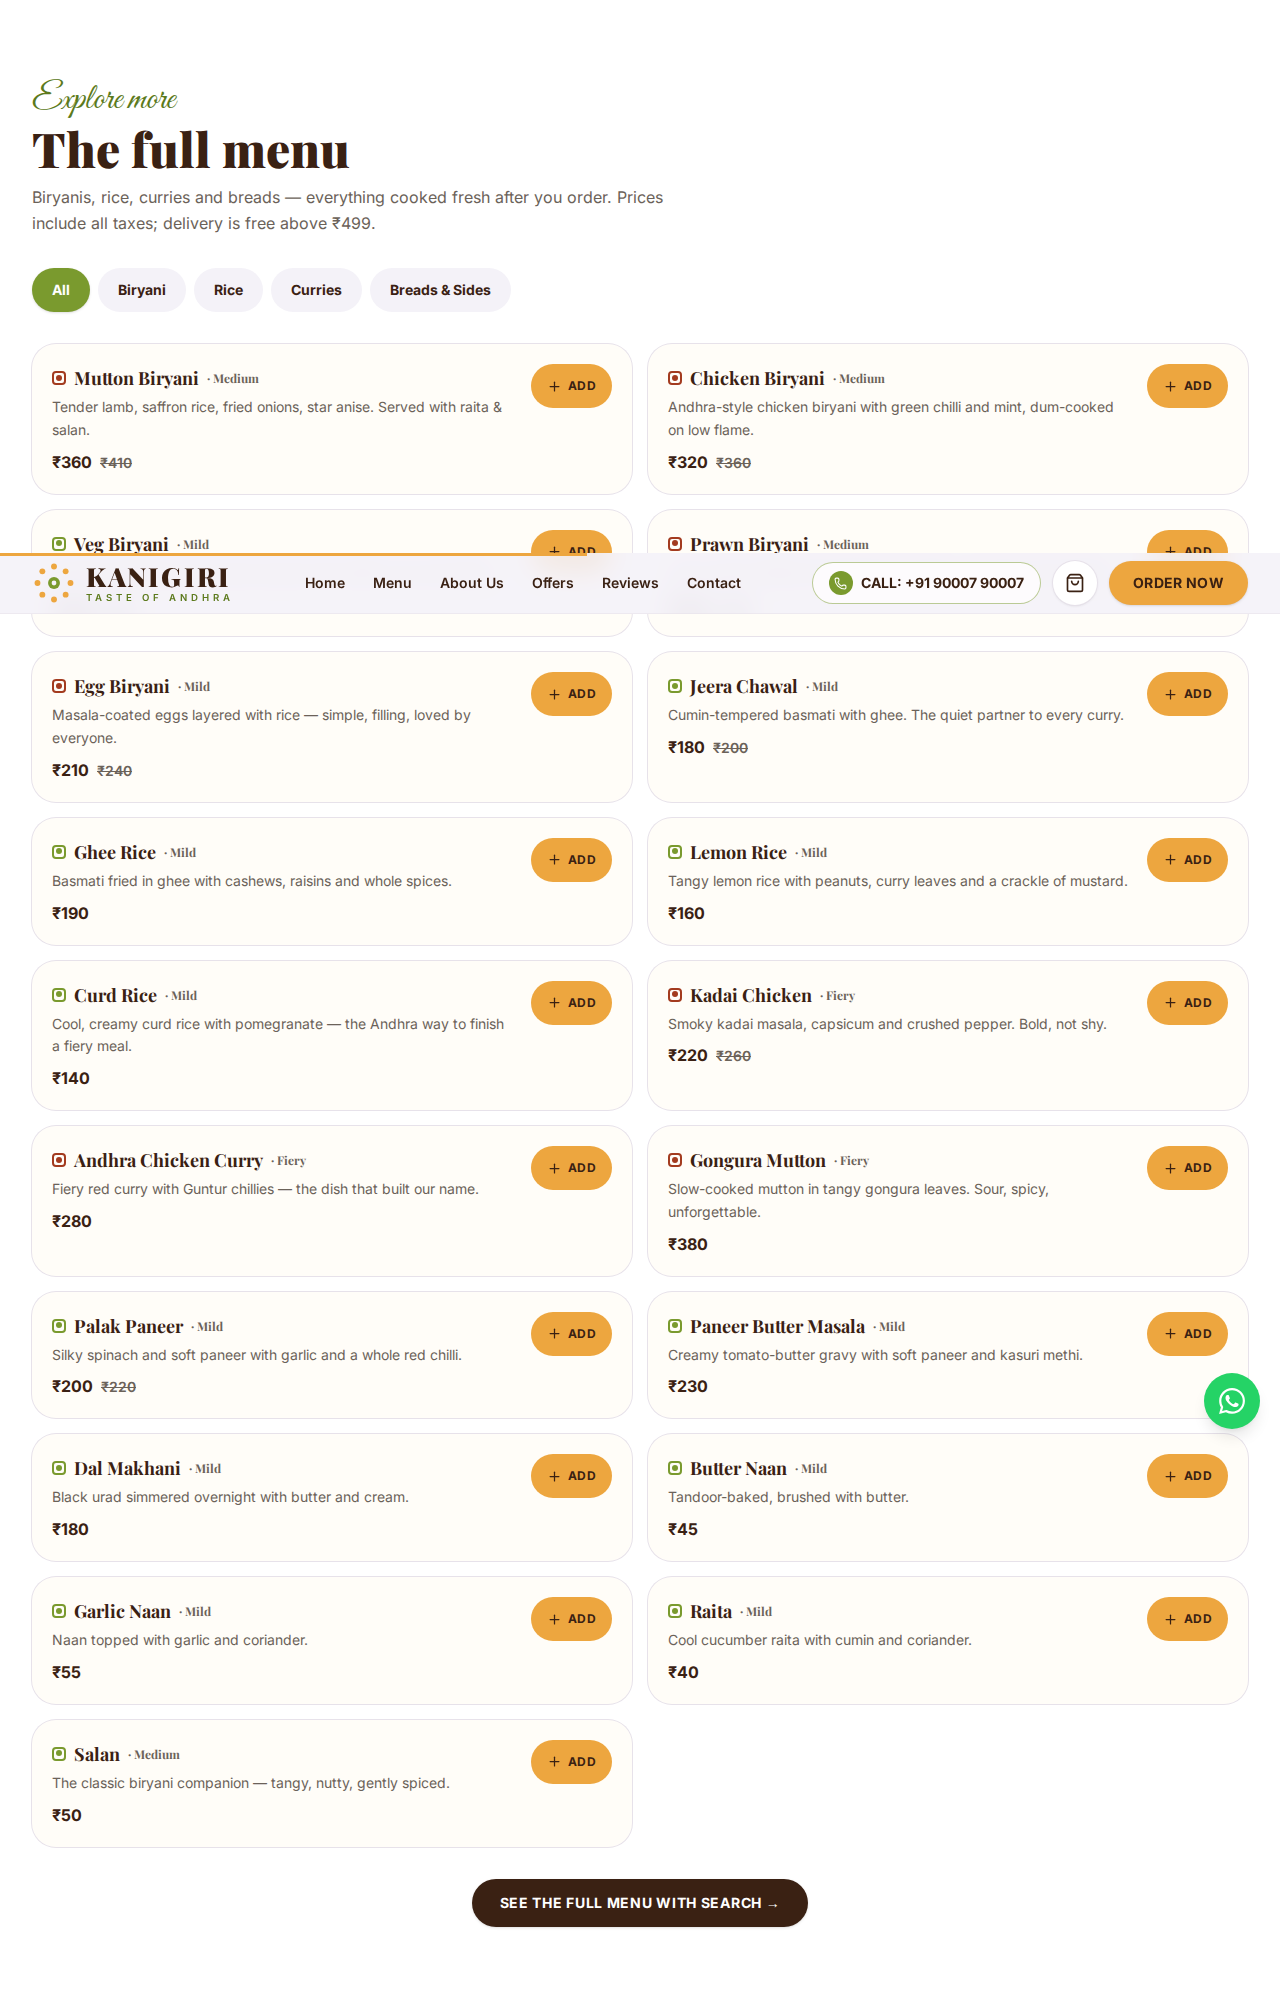 Explore more
The full menu
Biryanis, rice, curries and breads — everything cooked fresh after you order. Prices
include all taxes; delivery is free above ₹499.
All Biryani Rice Curries Breads & Sides
Mutton Biryani · Medium
+ ADD
Tender lamb, saffron rice, fried onions, star anise. Served with raita &
salan.
₹360 ₹410
Chicken Biryani · Medium
+ ADD
Andhra-style chicken biryani with green chilli and mint, dum-cooked
on low flame.
₹320 ₹360
Veg Biryani · Mild
+ ADD
Prawn Biryani · Medium
+ ADD
KANIGIRI
TASTE OF ANDHRA
Home Menu About Us Offers Reviews Contact
CALL: +91 90007 90007
ORDER NOW
Egg Biryani · Mild
+ ADD
Masala-coated eggs layered with rice — simple, filling, loved by
everyone.
₹210 ₹240
Jeera Chawal · Mild
+ ADD
Cumin-tempered basmati with ghee. The quiet partner to every curry.
₹180 ₹200
Ghee Rice · Mild
+ ADD
Basmati fried in ghee with cashews, raisins and whole spices.
₹190
Lemon Rice · Mild
+ ADD
Tangy lemon rice with peanuts, curry leaves and a crackle of mustard.
₹160
Curd Rice · Mild
+ ADD
Cool, creamy curd rice with pomegranate — the Andhra way to finish
a fiery meal.
₹140
Kadai Chicken · Fiery
+ ADD
Smoky kadai masala, capsicum and crushed pepper. Bold, not shy.
₹220 ₹260
Andhra Chicken Curry · Fiery
+ ADD
Fiery red curry with Guntur chillies — the dish that built our name.
₹280
Gongura Mutton · Fiery
+ ADD
Slow-cooked mutton in tangy gongura leaves. Sour, spicy,
unforgettable.
₹380
Palak Paneer · Mild
+ ADD
Silky spinach and soft paneer with garlic and a whole red chilli.
₹200 ₹220
Paneer Butter Masala · Mild
+ ADD
Creamy tomato-butter gravy with soft paneer and kasuri methi.
₹230
Dal Makhani · Mild
+ ADD
Black urad simmered overnight with butter and cream.
₹180
Butter Naan · Mild
+ ADD
Tandoor-baked, brushed with butter.
₹45
Garlic Naan · Mild
+ ADD
Naan topped with garlic and coriander.
₹55
Raita · Mild
+ ADD
Cool cucumber raita with cumin and coriander.
₹40
Salan · Medium
+ ADD
The classic biryani companion — tangy, nutty, gently spiced.
₹50
SEE THE FULL MENU WITH SEARCH →